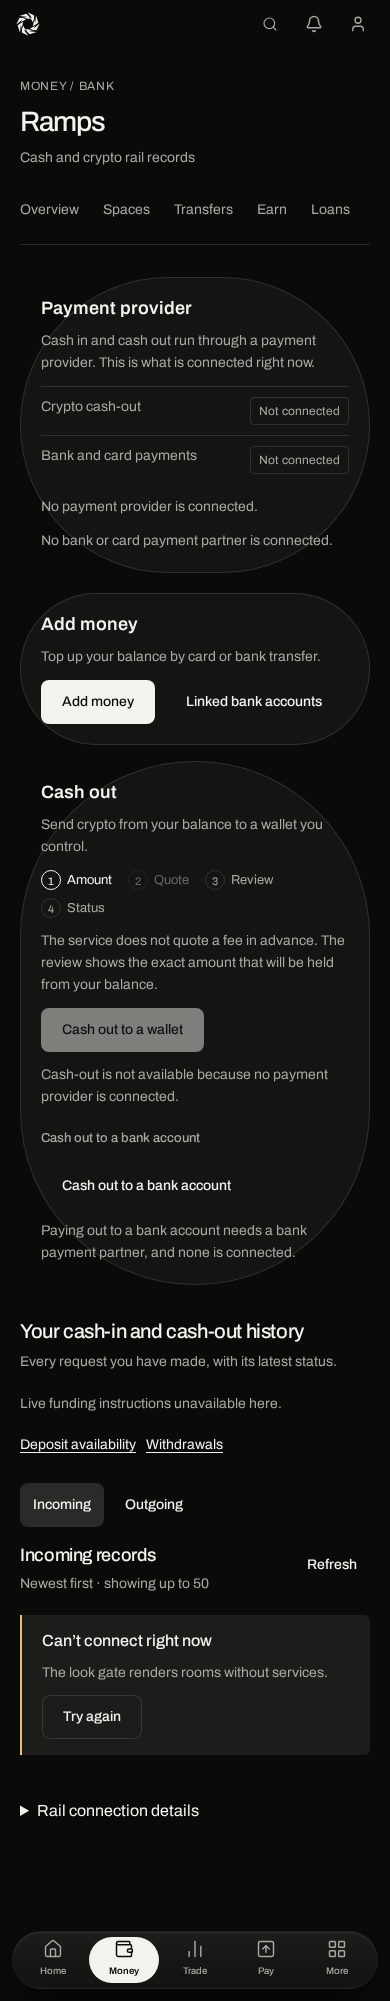 MONEY / BANK
Ramps
Cash and crypto rail records
Overview Spaces Transfers Earn Loans
Payment provider
Cash in and cash out run through a payment
provider. This is what is connected right now.
Crypto cash-out Not connected
Bank and card payments Not connected
No payment provider is connected.
No bank or card payment partner is connected.
Add money
Top up your balance by card or bank transfer.
Add money Linked bank accounts
Cash out
Send crypto from your balance to a wallet you
control.
1 Amount 2 Quote 3 Review
4 Status
The service does not quote a fee in advance. The
review shows the exact amount that will be held
from your balance.
Cash out to a wallet
Cash-out is not available because no payment
provider is connected.
Cash out to a bank account
Cash out to a bank account
Paying out to a bank account needs a bank
payment partner, and none is connected.
Your cash-in and cash-out history
Every request you have made, with its latest status.
Live funding instructions unavailable here.
Deposit availability Withdrawals
Incoming Outgoing
Incoming records
Refresh
Newest first · showing up to 50
Can’t connect right now
The look gate renders rooms without services.
Try again
Rail connection details
Home Money Trade Pay More